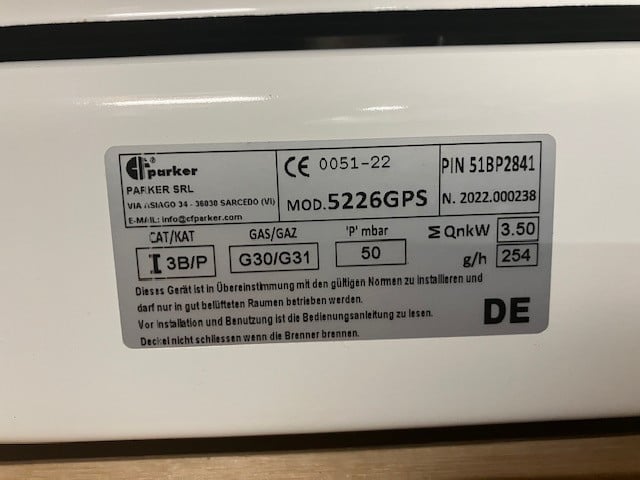 CF® parker
PARKER SRL
VIA ASIAGO 34 - 36030 SARCEDO (VI)
E-MAIL: info@cfparker.com
CE 0051-22
MOD.5226GPS
PIN 51BP2841
N. 2022.000238
CAT/KAT GAS/GAZ 'P' mbar Σ QnkW 3.50
I 3B/P G30/G31 50 g/h 254
Dieses Gerät ist in Übereinstimmung mit den gültigen Normen zu installieren und
darf nur in gut belüfteten Raumen betrieben werden.
Vor Installation und Benutzung ist die Bedienungsanleitung zu lesen.
Deckel nicht schliessen wenn die Brenner brennen.
DE